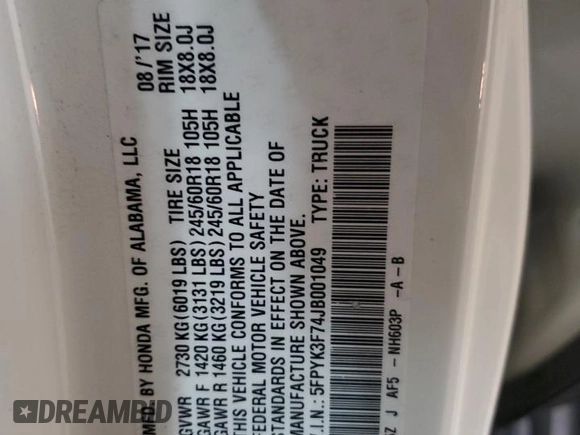 MFD. BY HONDA MFG. OF ALABAMA, LLC 08/'17
GVWR 2730 KG(6019 LBS) TIRE SIZE RIM SIZE
GAWR F 1420 KG(3131 LBS) 245/60R18 105H 18X8.0J
GAWR R 1460 KG(3219 LBS) 245/60R18 105H 18X8.0J
THIS VEHICLE CONFORMS TO ALL APPLICABLE
FEDERAL MOTOR VEHICLE SAFETY
STANDARDS IN EFFECT ON THE DATE OF
MANUFACTURE SHOWN ABOVE.
V.I.N.: 5FPYK3F74JB001049 TYPE: TRUCK
6Z J AF5 - NH603P -A -B
DREAMBID